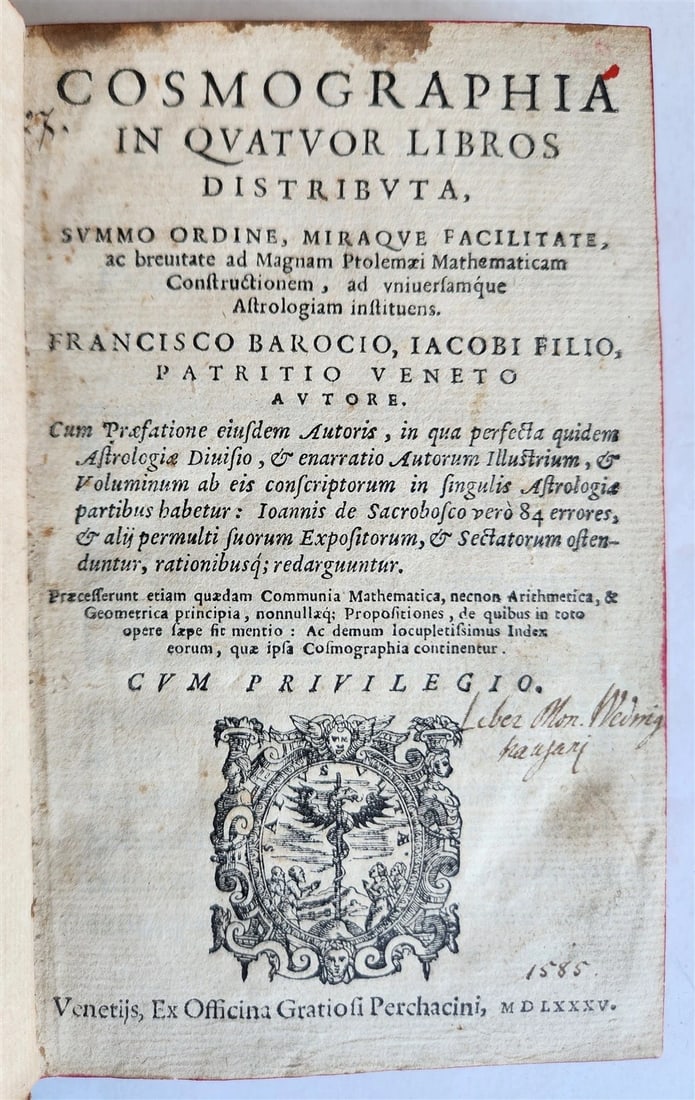 COSMOGRAPHIA
IN QVATVOR LIBROS
DISTRIBVTA,
SVMMO ORDINE, MIRAQVE FACILITATE,
ac breuitate ad Magnam Ptolemæi Mathematicam
Conſtructionem, ad vniuerſamq́ue
Aſtrologiam inſtituens.
FRANCISCO BAROCIO, IACOBI FILIO,
PATRITIO VENETO
AVTORE.
Cum Præfatione eiuſdem Autoris, in qua perfecta quidem
Aſtrologiæ Diuiſio, & enarratio Autorum Illuſtrium, &
Voluminum ab eis conſcriptorum in ſingulis Aſtrologiæ
partibus habetur: Ioannis de Sacroboſco verò 84 errores,
& alij permulti ſuorum Expoſitorum, & Sectatorum oſten-
duntur, rationibusq́; redarguuntur.
Præceſſerunt etiam quædam Communia Mathematica, necnon Arithmetica, &
Geometrica principia, nonnullæq; Propoſitiones, de quibus in toto
opere ſæpe fit mentio: Ac demum locupletiſsimus Index
eorum, quæ ipſa Coſmographia continentur.
CVM PRIVILEGIO.
Liber Mon.
1585.
Venetijs, Ex Officina Gratioſi Perchacini, MDLXXXV.